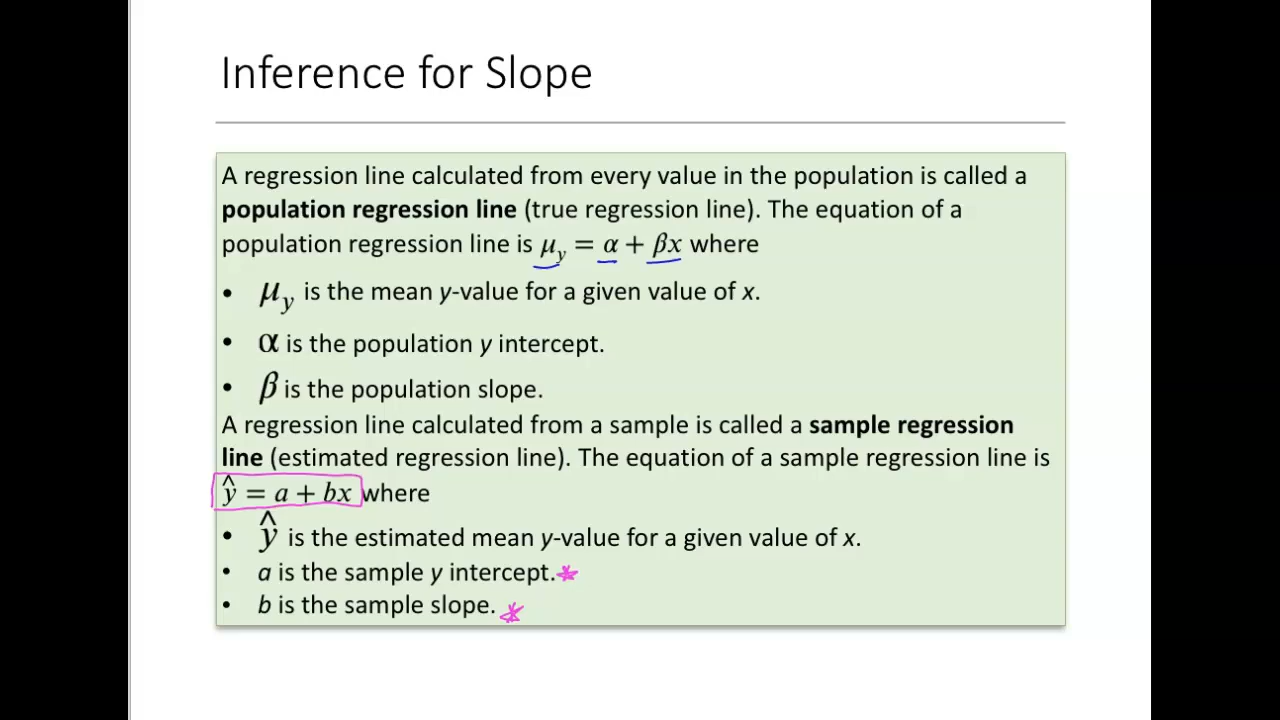 Inference for Slope
A regression line calculated from every value in the population is called a
population regression line (true regression line). The equation of a
population regression line is μ_y = α + βx where
• μ_y is the mean y-value for a given value of x.
• α is the population y intercept.
• β is the population slope.
A regression line calculated from a sample is called a sample regression
line (estimated regression line). The equation of a sample regression line is
ŷ = a + bx where
• ŷ is the estimated mean y-value for a given value of x.
• a is the sample y intercept.
• b is the sample slope.